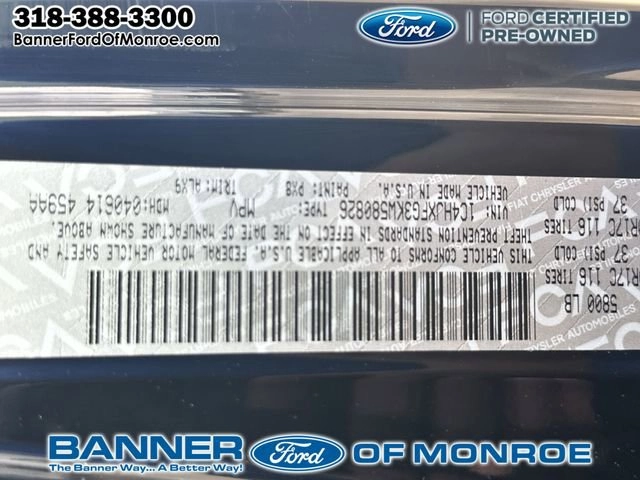 318-388-3300
BannerFordOfMonroe.com
Ford
FORD CERTIFIED
PRE-OWNED
5800 LB
R17C 116 TIRES
37 PSI) COLD
R17C 116 TIRES
37 PSI) COLD
THIS VEHICLE CONFORMS TO ALL APPLICABLE U.S.A. FEDERAL MOTOR VEHICLE SAFETY AND
THEFT PREVENTION STANDARDS IN EFFECT ON THE DATE OF MANUFACTURE SHOWN ABOVE.
VIN: 1C4HJXFG3KW580826 TYPE: MPV MDH:040614 459AA
VEHICLE MADE IN U.S.A. PAINT: PX8 TRIM: ALX9
BANNER Ford OF MONROE
The Banner Way... A Better Way!